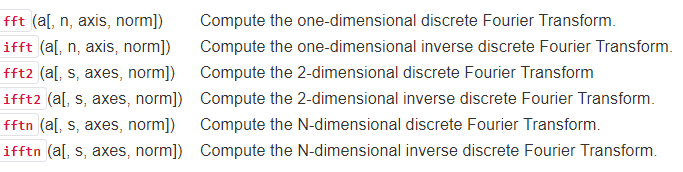 fft (a[, n, axis, norm]) Compute the one-dimensional discrete Fourier Transform.
ifft (a[, n, axis, norm]) Compute the one-dimensional inverse discrete Fourier Transform.
fft2 (a[, s, axes, norm]) Compute the 2-dimensional discrete Fourier Transform
ifft2 (a[, s, axes, norm]) Compute the 2-dimensional inverse discrete Fourier Transform.
fftn (a[, s, axes, norm]) Compute the N-dimensional discrete Fourier Transform.
ifftn (a[, s, axes, norm]) Compute the N-dimensional inverse discrete Fourier Transform.